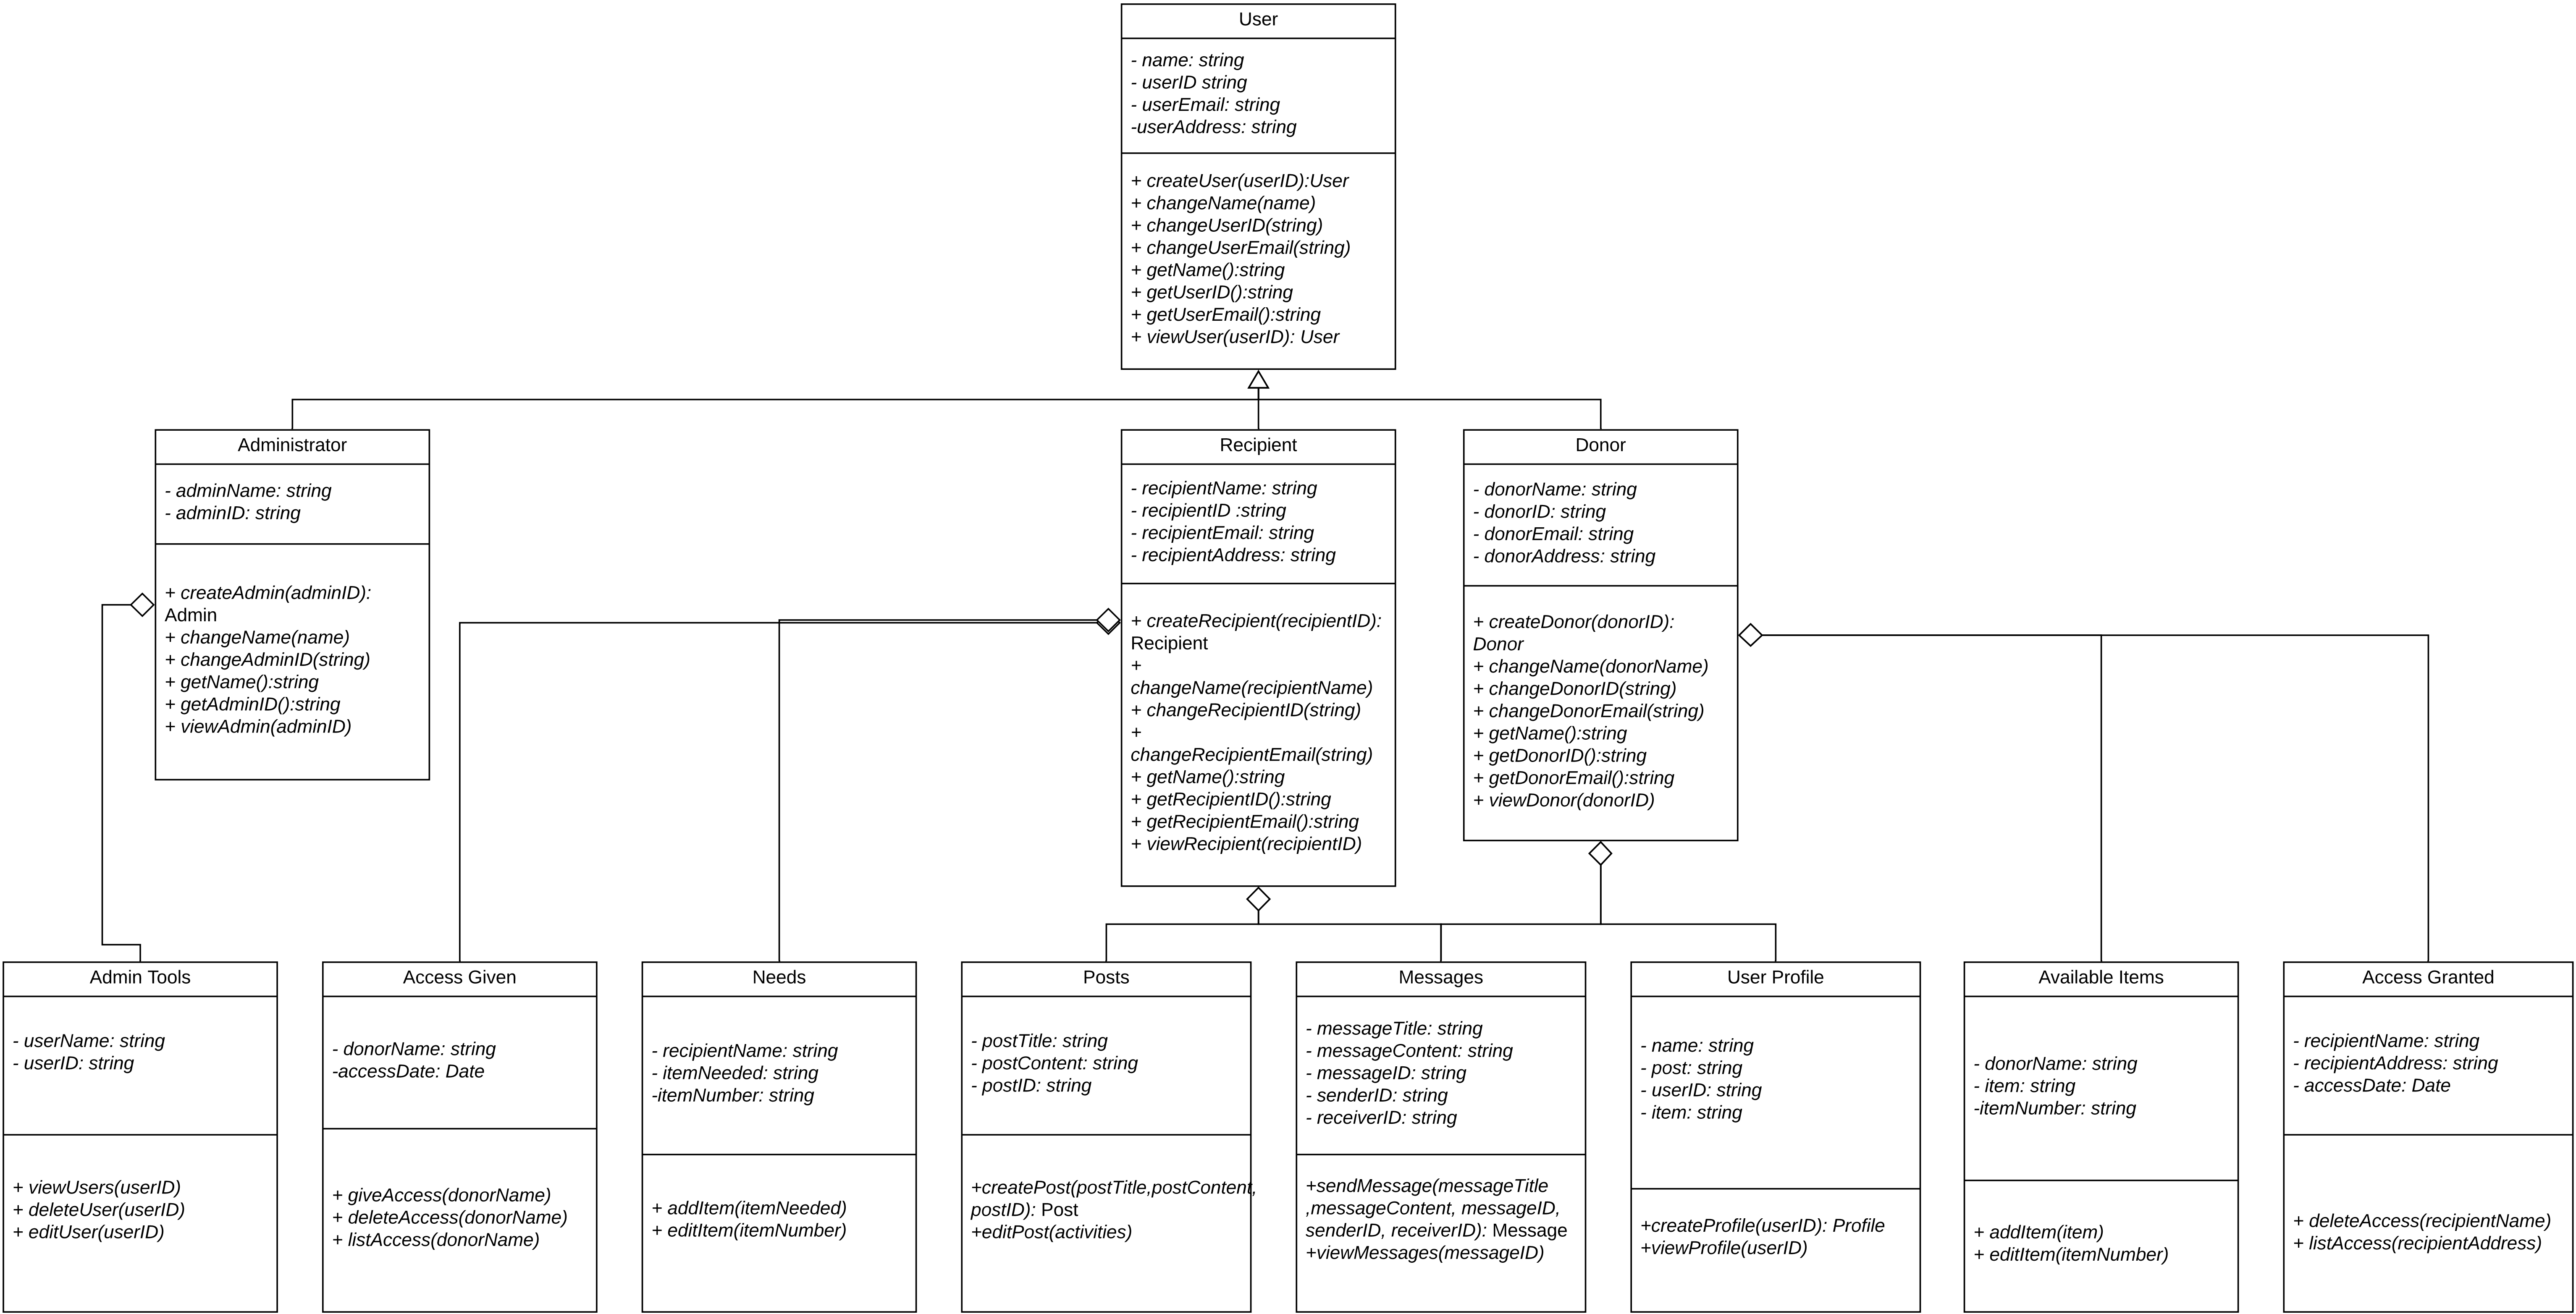 User
- name: string
- userID string
- userEmail: string
-userAddress: string
+ createUser(userID):User
+ changeName(name)
+ changeUserID(string)
+ changeUserEmail(string)
+ getName():string
+ getUserID():string
+ getUserEmail():string
+ viewUser(userID): User
Administrator
- adminName: string
- adminID: string
+ createAdmin(adminID):
Admin
+ changeName(name)
+ changeAdminID(string)
+ getName():string
+ getAdminID():string
+ viewAdmin(adminID)
Recipient
- recipientName: string
- recipientID :string
- recipientEmail: string
- recipientAddress: string
+ createRecipient(recipientID):
Recipient
+
changeName(recipientName)
+ changeRecipientID(string)
+
changeRecipientEmail(string)
+ getName():string
+ getRecipientID():string
+ getRecipientEmail():string
+ viewRecipient(recipientID)
Donor
- donorName: string
- donorID: string
- donorEmail: string
- donorAddress: string
+ createDonor(donorID):
Donor
+ changeName(donorName)
+ changeDonorID(string)
+ changeDonorEmail(string)
+ getName():string
+ getDonorID():string
+ getDonorEmail():string
+ viewDonor(donorID)
Admin Tools
- userName: string
- userID: string
+ viewUsers(userID)
+ deleteUser(userID)
+ editUser(userID)
Access Given
- donorName: string
-accessDate: Date
+ giveAccess(donorName)
+ deleteAccess(donorName)
+ listAccess(donorName)
Needs
- recipientName: string
- itemNeeded: string
-itemNumber: string
+ addItem(itemNeeded)
+ editItem(itemNumber)
Posts
- postTitle: string
- postContent: string
- postID: string
+createPost(postTitle,postContent,
postID): Post
+editPost(activities)
Messages
- messageTitle: string
- messageContent: string
- messageID: string
- senderID: string
- receiverID: string
+sendMessage(messageTitle
,messageContent, messageID,
senderID, receiverID): Message
+viewMessages(messageID)
User Profile
- name: string
- post: string
- userID: string
- item: string
+createProfile(userID): Profile
+viewProfile(userID)
Available Items
- donorName: string
- item: string
-itemNumber: string
+ addItem(item)
+ editItem(itemNumber)
Access Granted
- recipientName: string
- recipientAddress: string
- accessDate: Date
+ deleteAccess(recipientName)
+ listAccess(recipientAddress)